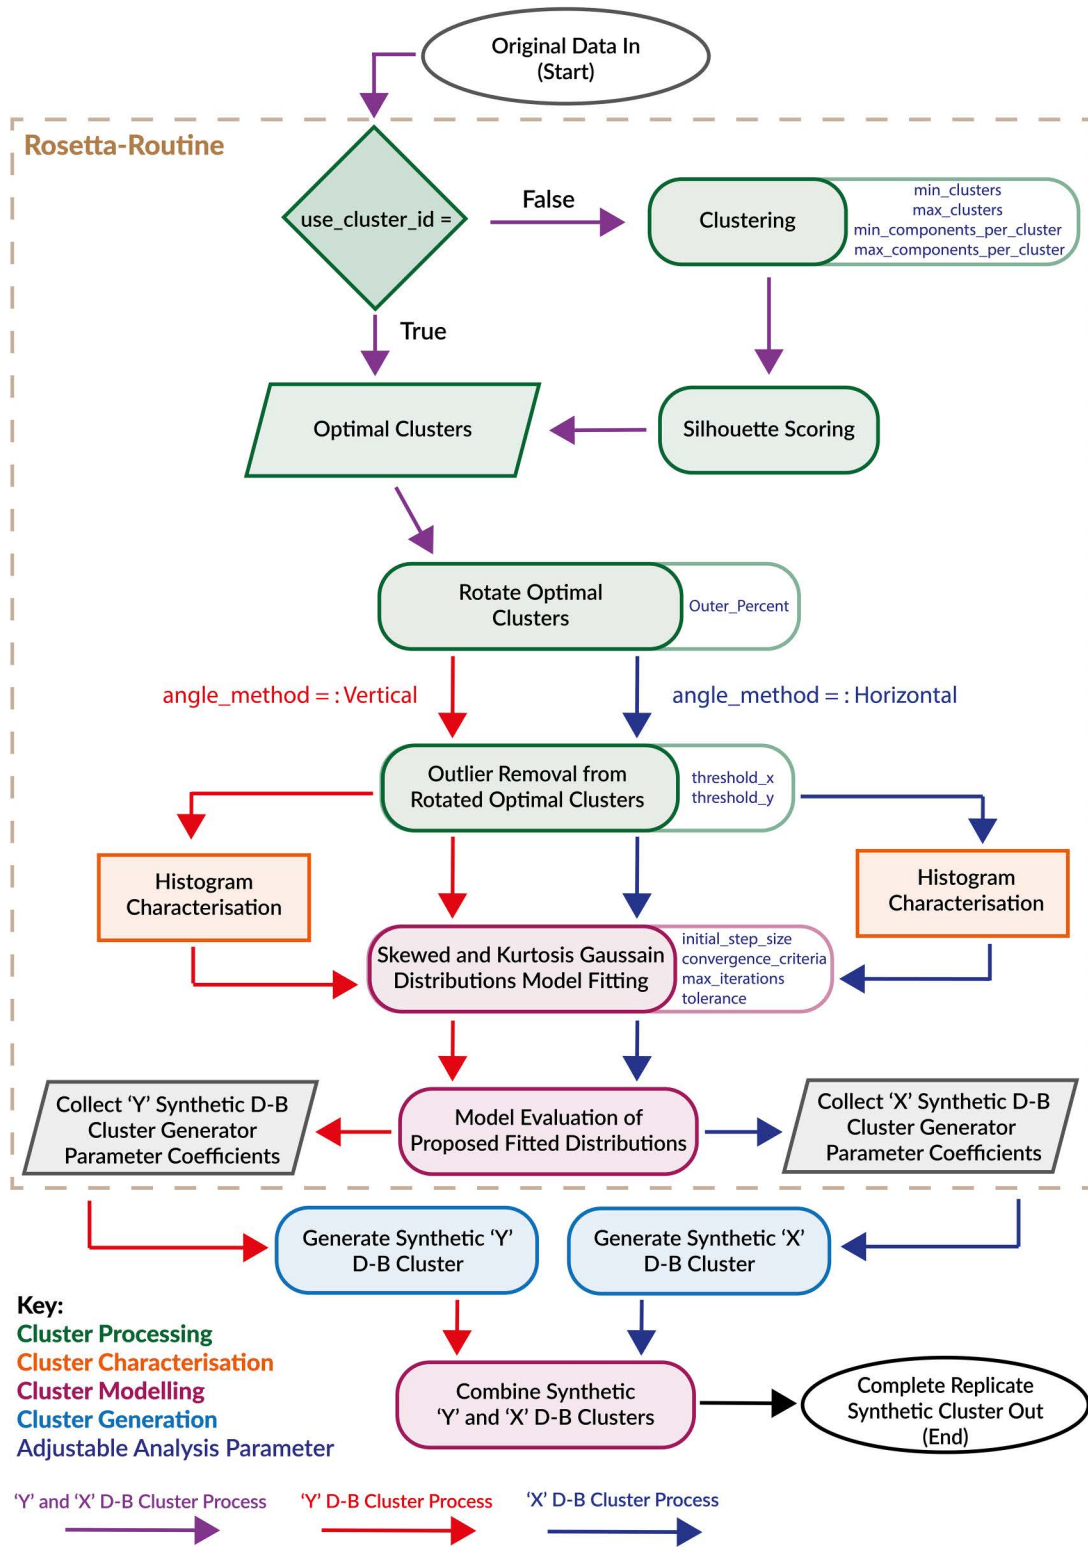 Original Data In
(Start)
Rosetta-Routine
use_cluster_id =
False
Clustering
min_clusters
max_clusters
min_components_per_cluster
max_components_per_cluster
True
Optimal Clusters
Silhouette Scoring
Rotate Optimal
Clusters
Outer_Percent
angle_method = : Vertical
angle_method = : Horizontal
Outlier Removal from
Rotated Optimal Clusters
threshold_x
threshold_y
Histogram
Characterisation
Histogram
Characterisation
Skewed and Kurtosis Gaussain
Distributions Model Fitting
initial_step_size
convergence_criteria
max_iterations
tolerance
Collect ‘Y’ Synthetic D-B
Cluster Generator
Parameter Coefficients
Model Evaluation of
Proposed Fitted Distributions
Collect ‘X’ Synthetic D-B
Cluster Generator
Parameter Coefficients
Generate Synthetic ‘Y’
D-B Cluster
Generate Synthetic ‘X’
D-B Cluster
Key:
Cluster Processing
Cluster Characterisation
Cluster Modelling
Cluster Generation
Adjustable Analysis Parameter
Combine Synthetic
‘Y’ and ‘X’ D-B Clusters
Complete Replicate
Synthetic Cluster Out
(End)
‘Y’ and ‘X’ D-B Cluster Process
‘Y’ D-B Cluster Process
‘X’ D-B Cluster Process